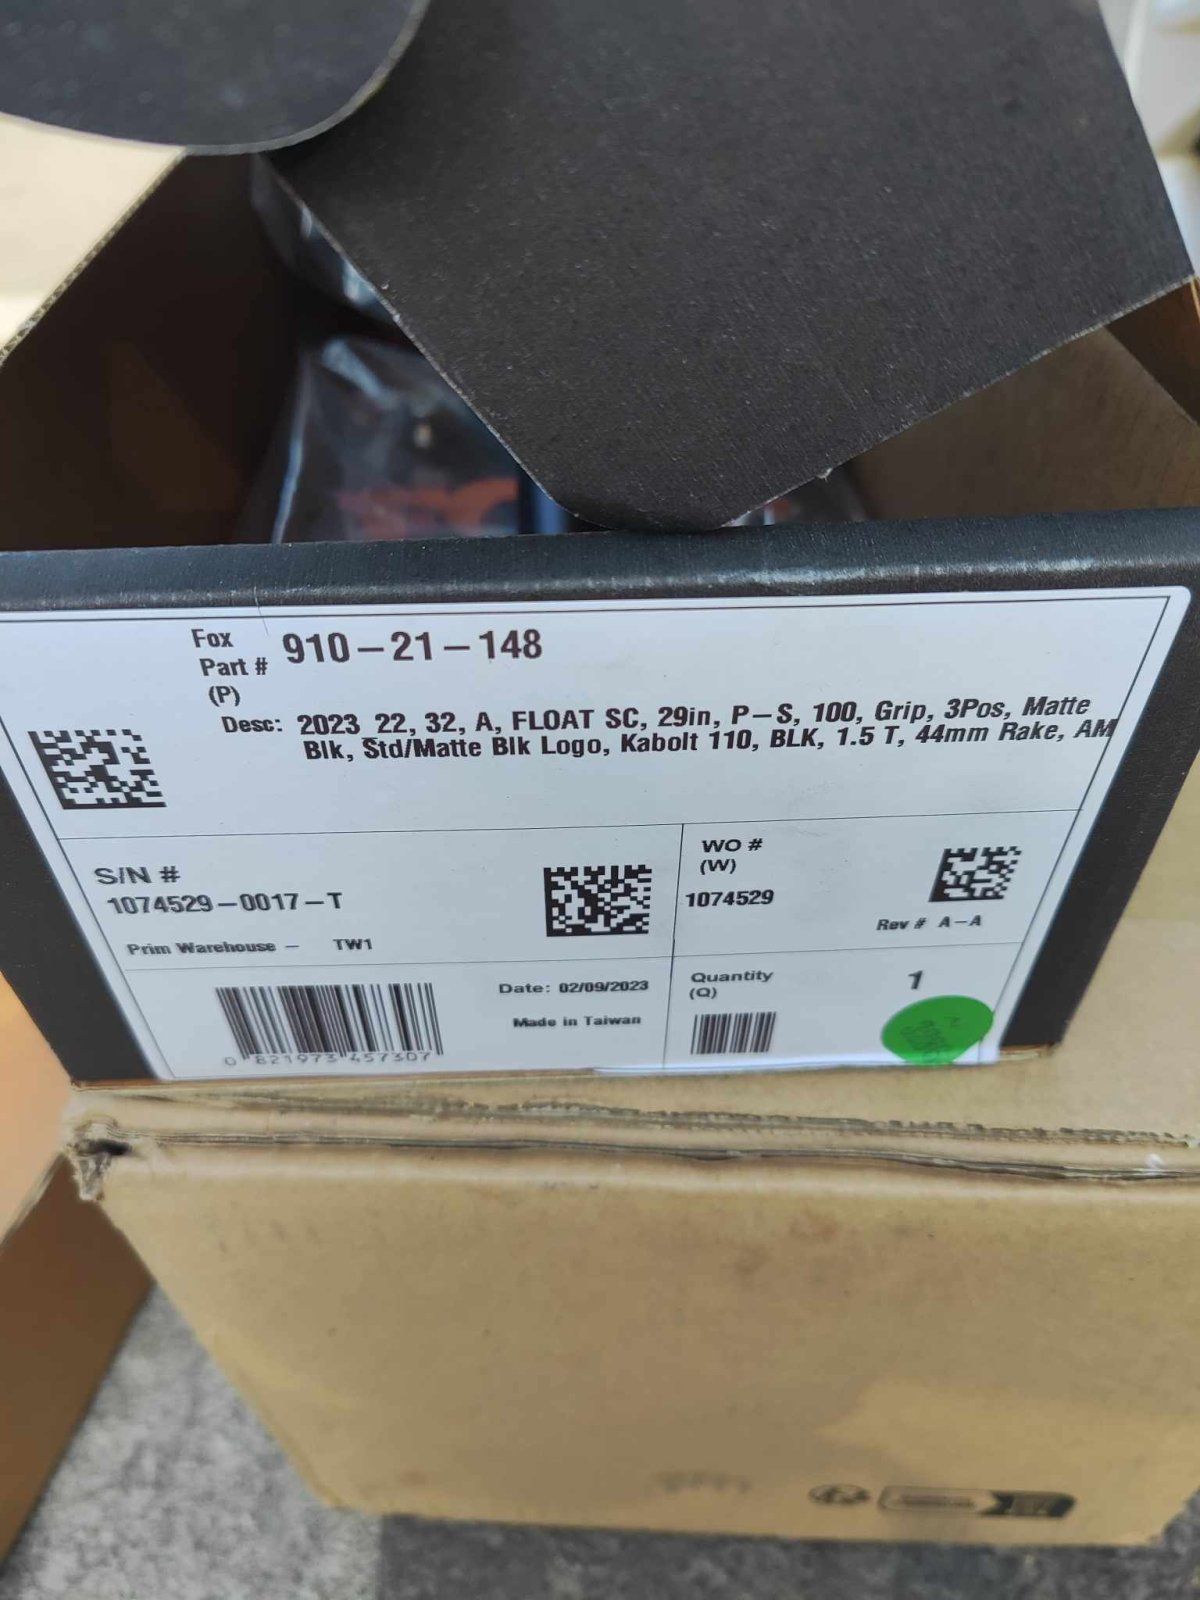 Fox
Part #
(P)
910-21-148
Desc: 2023_22, 32, A, FLOAT SC, 29in, P-S, 100, Grip, 3Pos, Matte
Blk, Std/Matte Blk Logo, Kabolt 110, BLK, 1.5 T, 44mm Rake, AM
S/N #
1074529-0017-T
Prim Warehouse - TW1
WO #
(W)
1074529
Rev # A-A
0 821973 457307
Date: 02/09/2023
Made in Taiwan
Quantity
(Q)
1